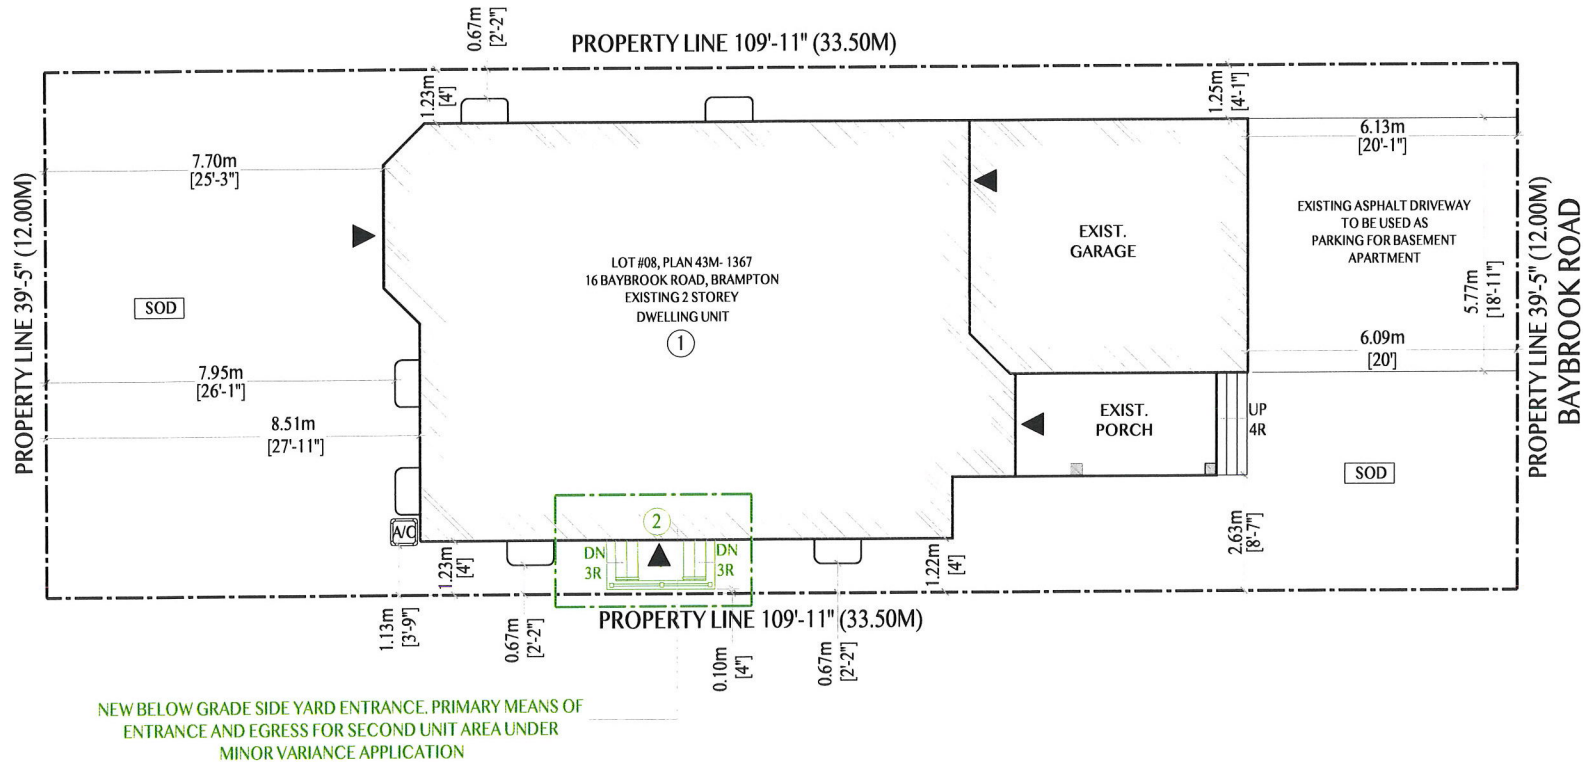 0.67m
[2'-2"]
PROPERTY LINE 109'-11" (33.50M)
1.23m
[4']
1.25m
[4'-1"]
6.13m
[20'-1"]
7.70m
[25'-3"]
PROPERTY LINE 39'-5" (12.00M)
EXISTING ASPHALT DRIVEWAY
TO BE USED AS
PARKING FOR BASEMENT
APARTMENT
EXIST.
GARAGE
LOT #08, PLAN 43M- 1367
16 BAYBROOK ROAD, BRAMPTON
EXISTING 2 STOREY
DWELLING UNIT
1
SOD
5.77m
[18'-11"]
PROPERTY LINE 39'-5" (12.00M)
BAYBROOK ROAD
6.09m
[20']
7.95m
[26'-1"]
8.51m
[27'-11"]
EXIST.
PORCH
UP
4R
SOD
A/C
2
DN
3R
DN
3R
1.23m
[4']
1.22m
[4']
2.63m
[8'-7"]
PROPERTY LINE 109'-11" (33.50M)
1.13m
[3'-9"]
0.67m
[2'-2"]
0.10m
[4"]
0.67m
[2'-2"]
NEW BELOW GRADE SIDE YARD ENTRANCE. PRIMARY MEANS OF
ENTRANCE AND EGRESS FOR SECOND UNIT AREA UNDER
MINOR VARIANCE APPLICATION